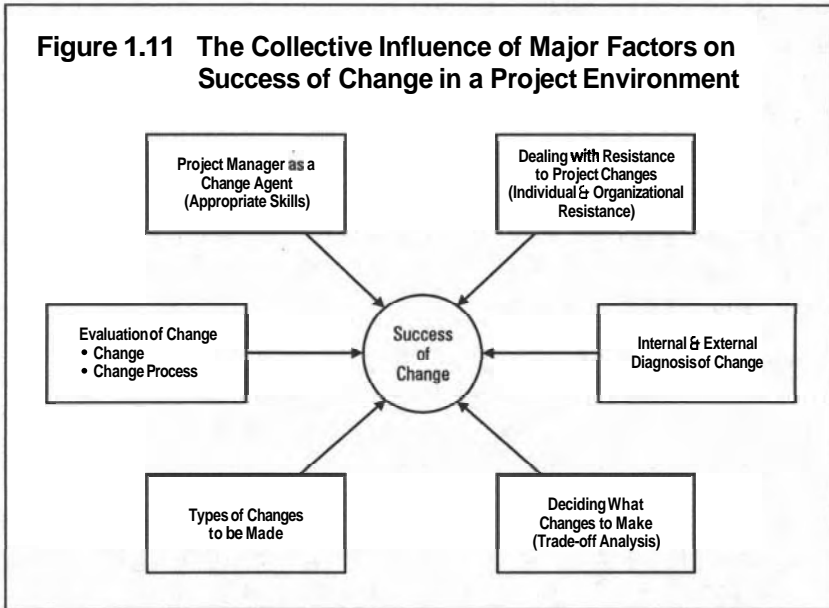 Figure 1.11 The Collective Influence of Major Factors on
Success of Change in a Project Environment
Project Manager as a
Change Agent
(Appropriate Skills)
Dealing with Resistance
to Project Changes
(Individual & Organizational
Resistance)
Evaluation of Change
• Change
• Change Process
Success
of
Change
Internal & External
Diagnosis of Change
Types of Changes
to be Made
Deciding What
Changes to Make
(Trade-off Analysis)